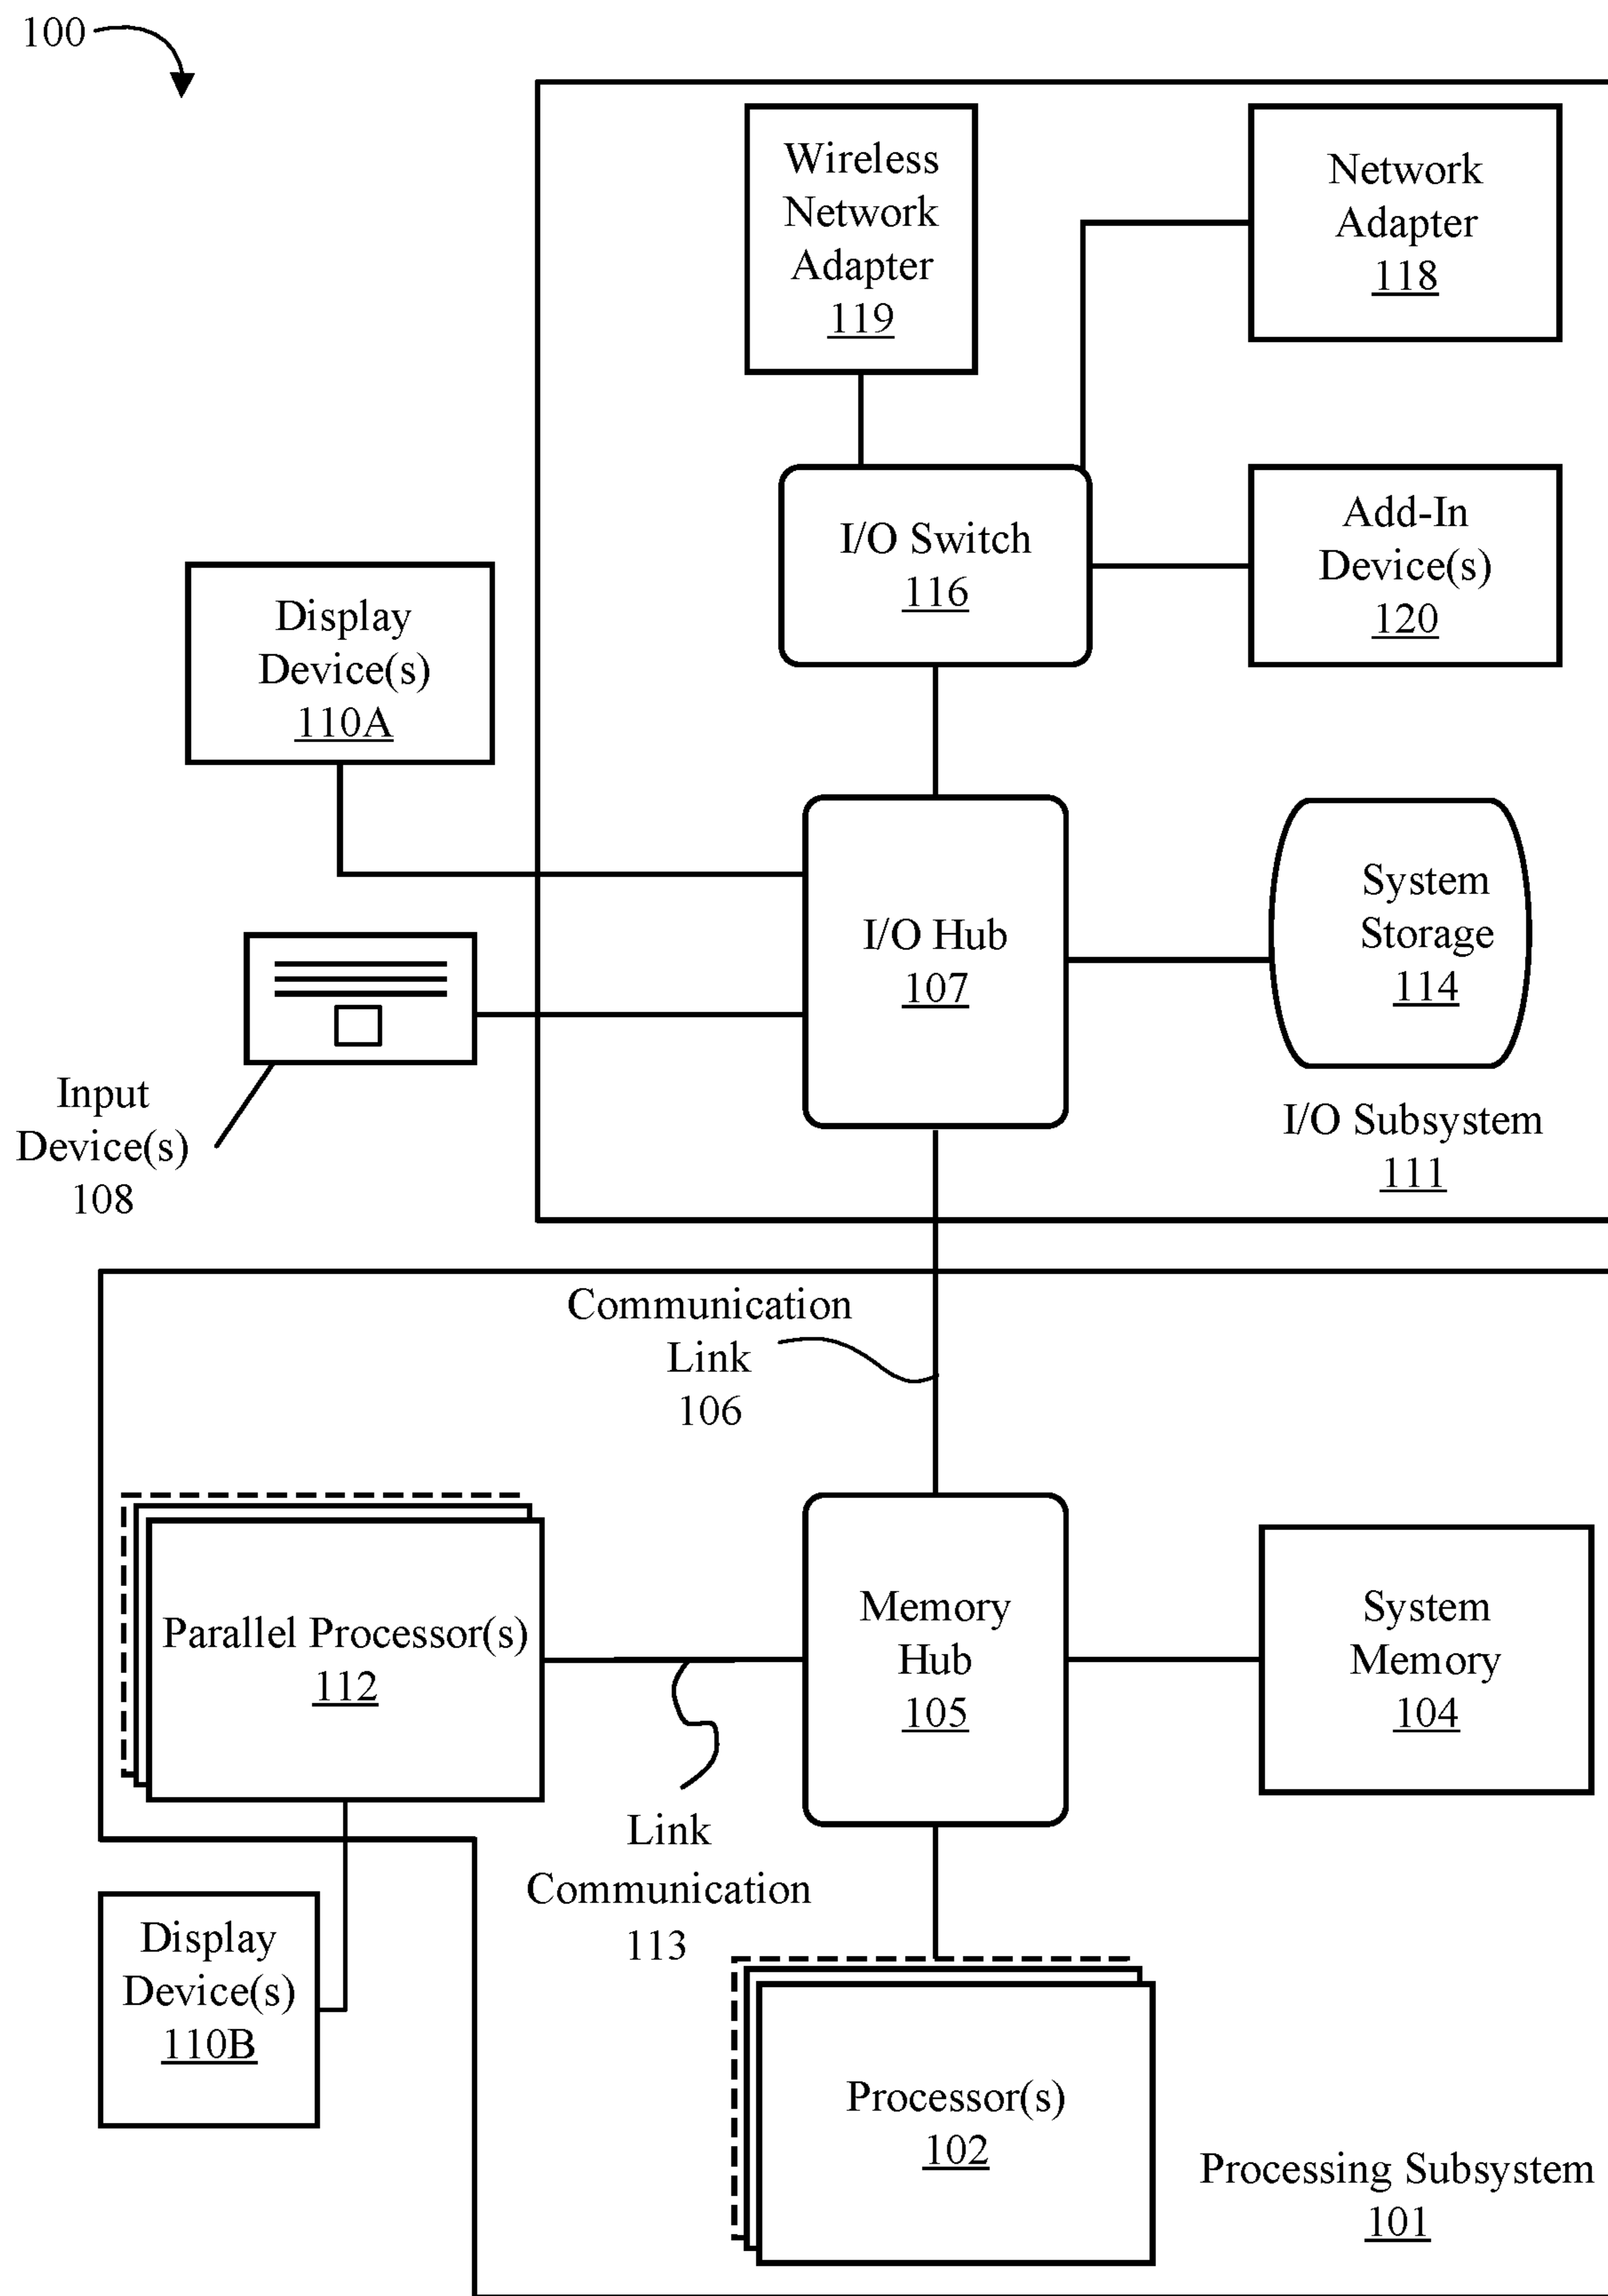 100
Wireless
Network
Adapter
119
Network
Adapter
118
I/O Switch
116
Add-In
Device(s)
120
Display
Device(s)
110A
I/O Hub
107
System
Storage
114
Input
Device(s)
108
I/O Subsystem
111
Communication
Link
106
Parallel Processor(s)
112
Memory
Hub
105
System
Memory
104
Link
Communication
113
Display
Device(s)
110B
Processor(s)
102
Processing Subsystem
101